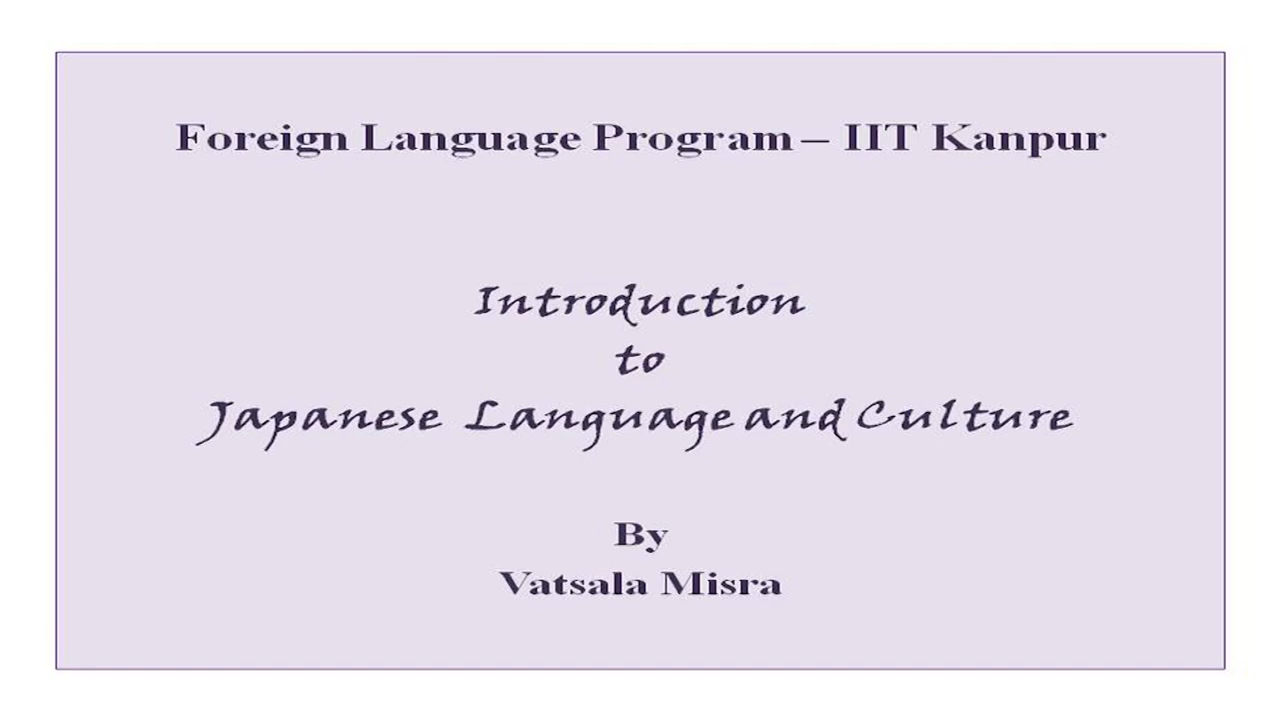 Foreign Language Program – IIT Kanpur
Introduction
to
Japanese Language and Culture
By
Vatsala Misra